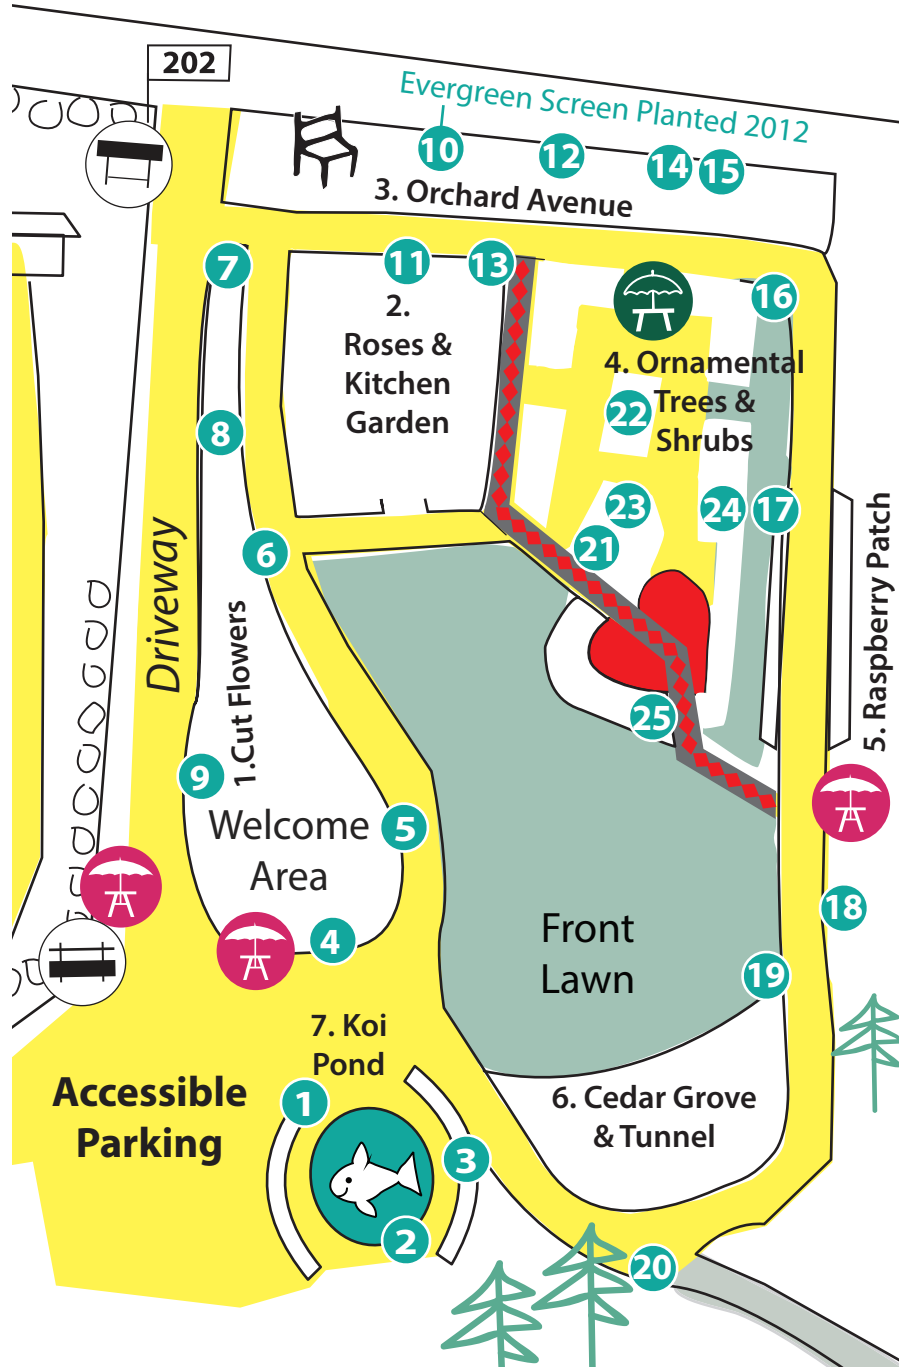 202
Evergreen Screen Planted 2012
10
12
14
15
3. Orchard Avenue
7
11
13
16
2.
Roses &
Kitchen
Garden
4. Ornamental
Trees &
Shrubs
22
8
23
24
17
21
6
Driveway
1.Cut Flowers
5. Raspberry Patch
25
9
Welcome
Area
5
4
18
Front
Lawn
19
7. Koi
Pond
Accessible
Parking
1
6. Cedar Grove
& Tunnel
3
2
20